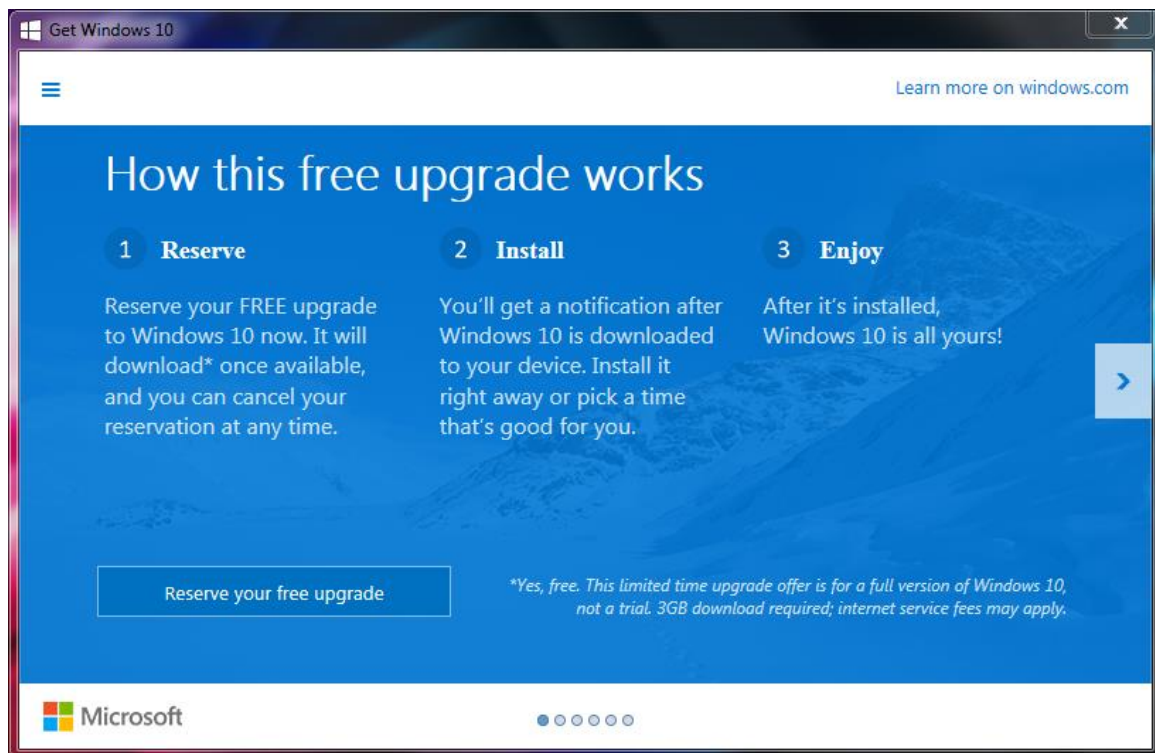 Get Windows 10
X
Learn more on windows.com
How this free upgrade works
1 Reserve
Reserve your FREE upgrade
to Windows 10 now. It will
download* once available,
and you can cancel your
reservation at any time.
2 Install
You'll get a notification after
Windows 10 is downloaded
to your device. Install it
right away or pick a time
that's good for you.
3 Enjoy
After it's installed,
Windows 10 is all yours!
Reserve your free upgrade
*Yes, free. This limited time upgrade offer is for a full version of Windows 10,
not a trial. 3GB download required; internet service fees may apply.
Microsoft